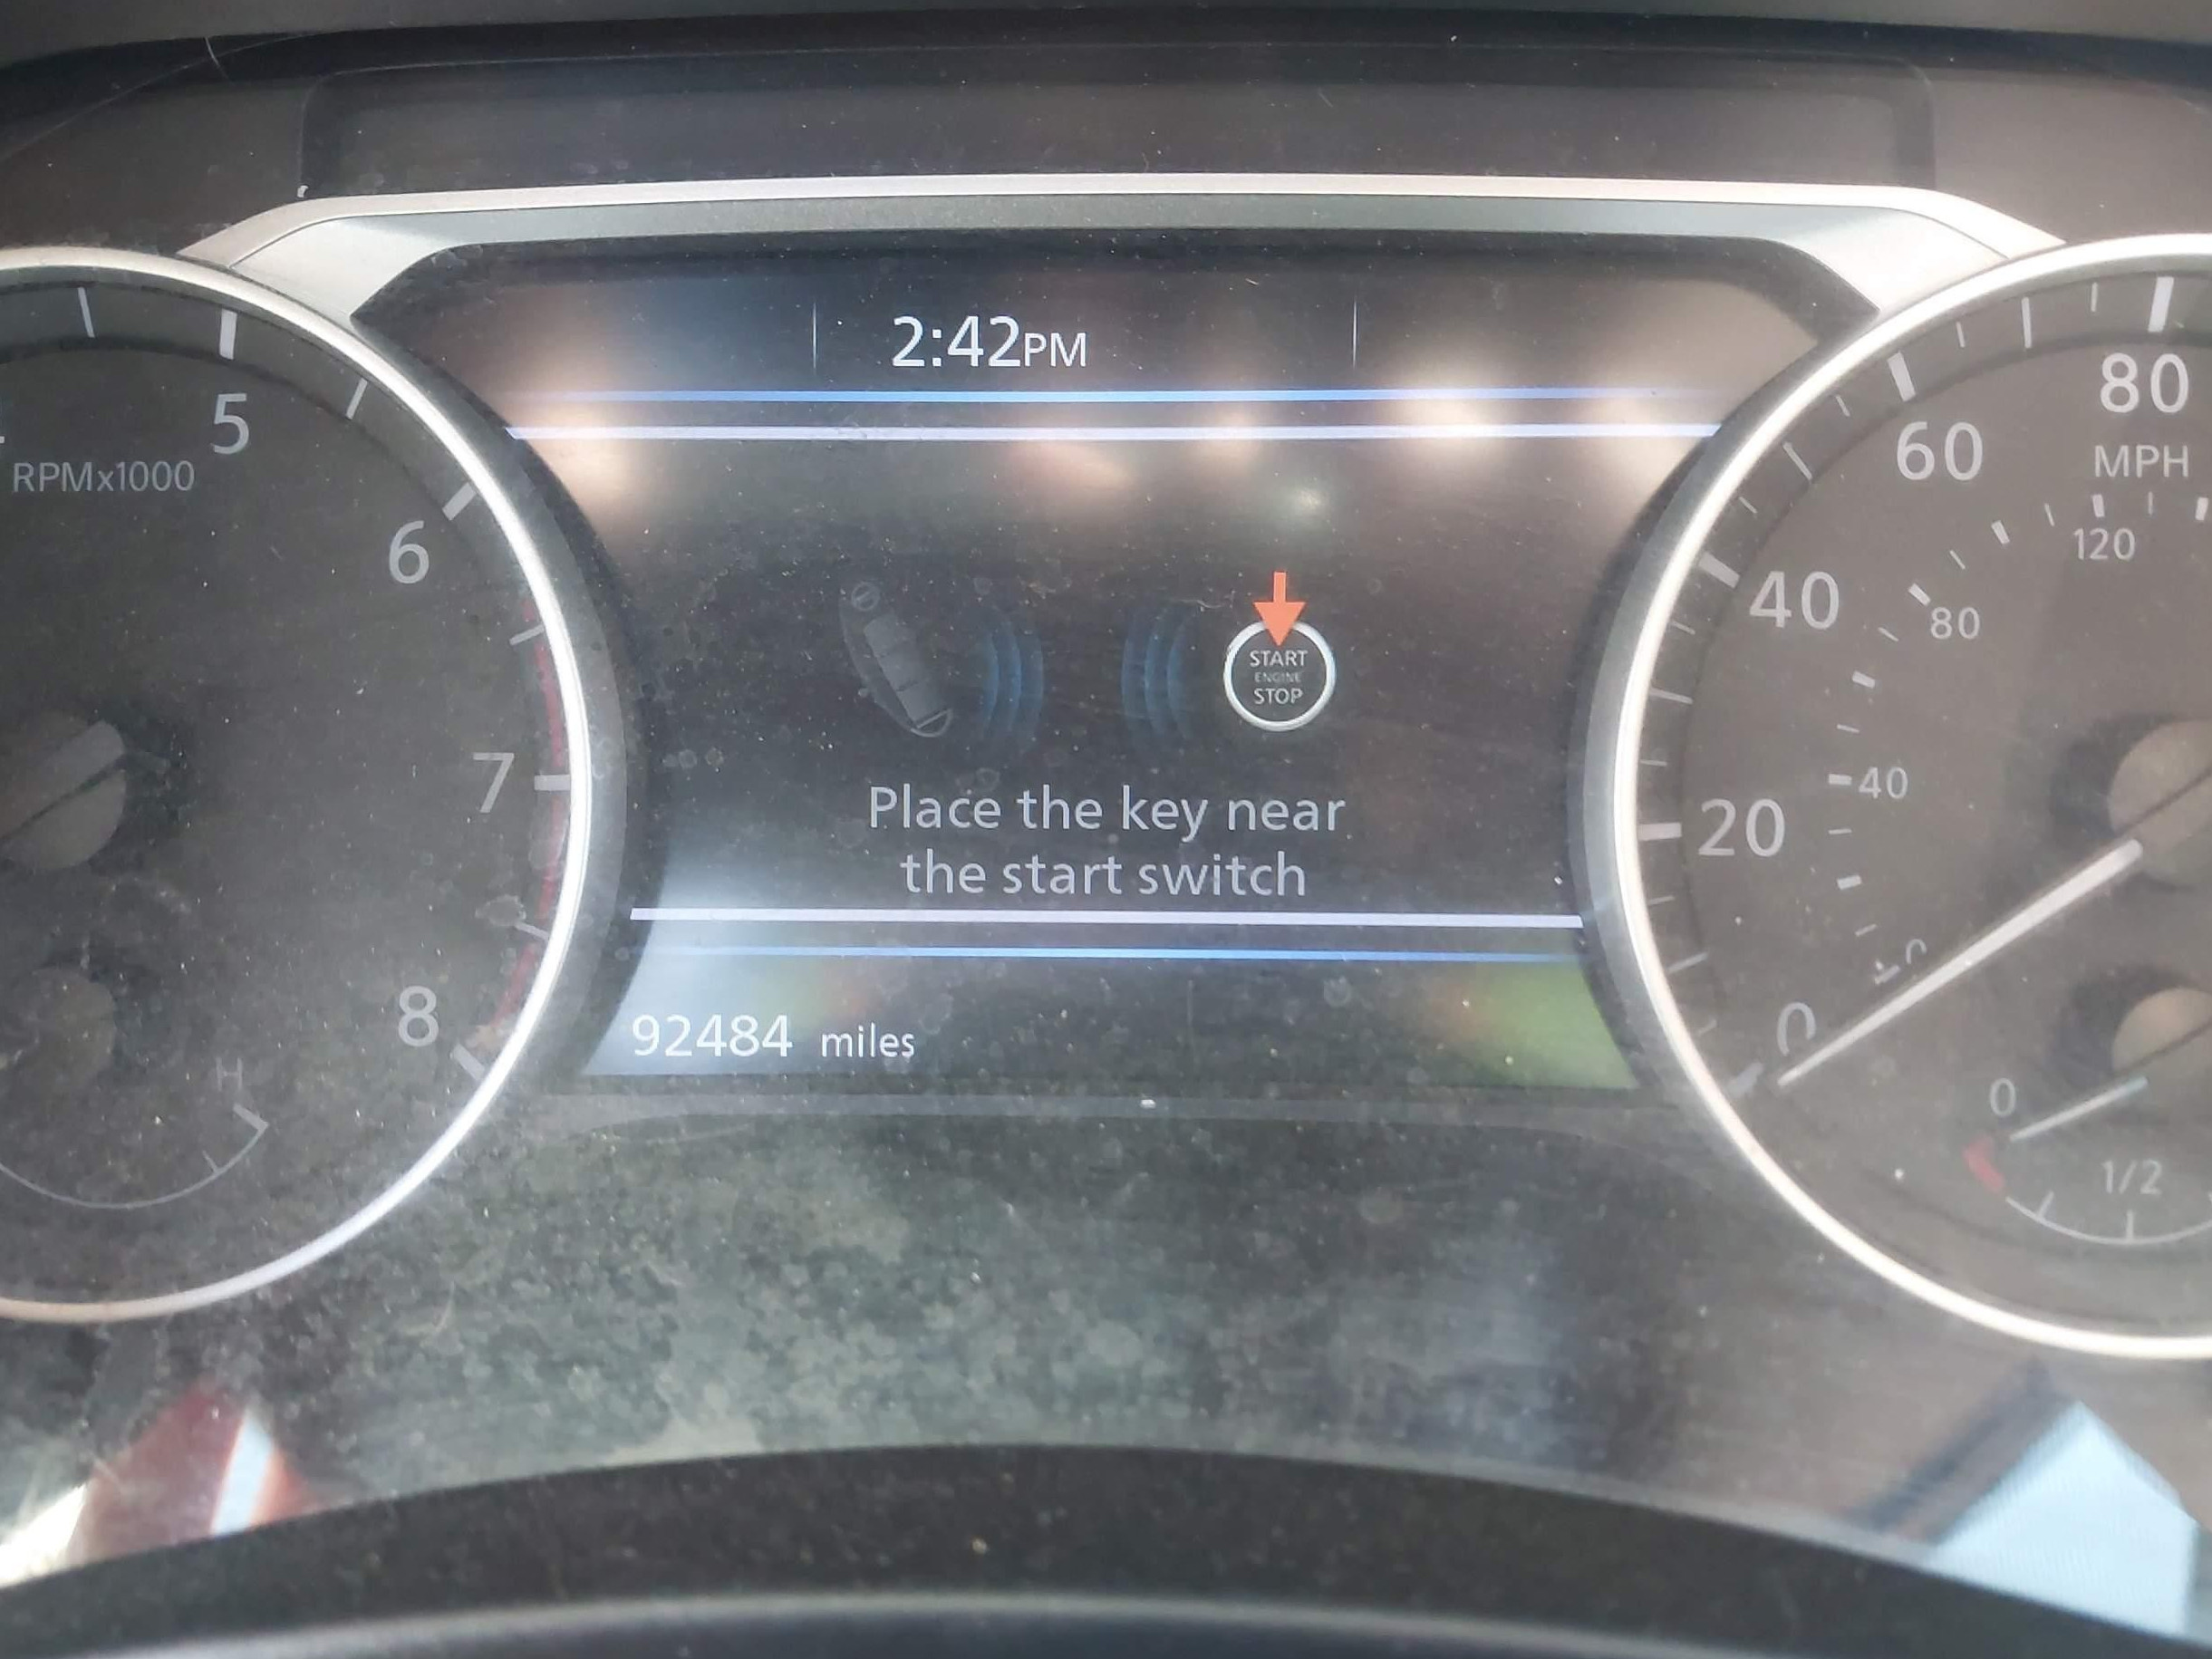 2:42PM
5
RPMx1000
6
7
8
H
START
ENGINE
STOP
Place the key near
the start switch
92484 miles
80
MPH
60
120
40
80
40
20
0
0
1/2